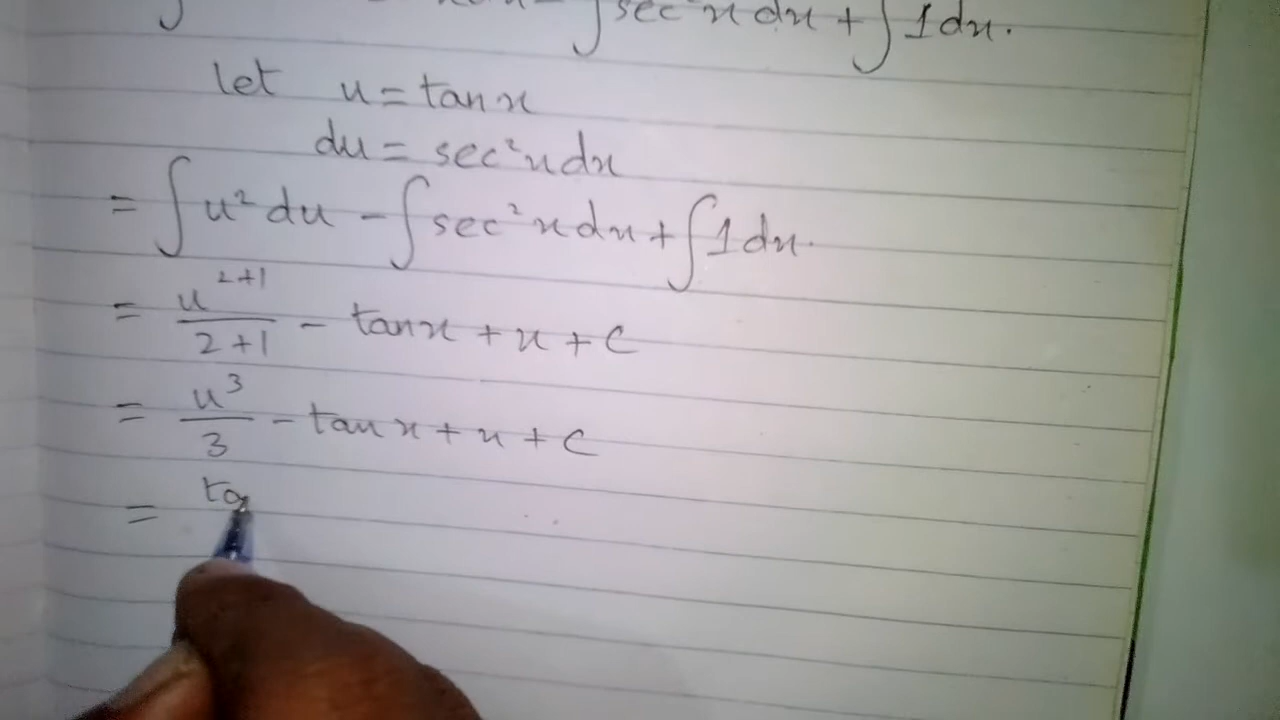 ∫ sec²x dx + ∫ 1 dx.
let u = tan x
du = sec²x dx
= ∫ u² du - ∫ sec²x dx + ∫ 1 dx.
= u^(2+1)/(2+1) - tan x + x + c
= u³/3 - tan x + x + c
= ta